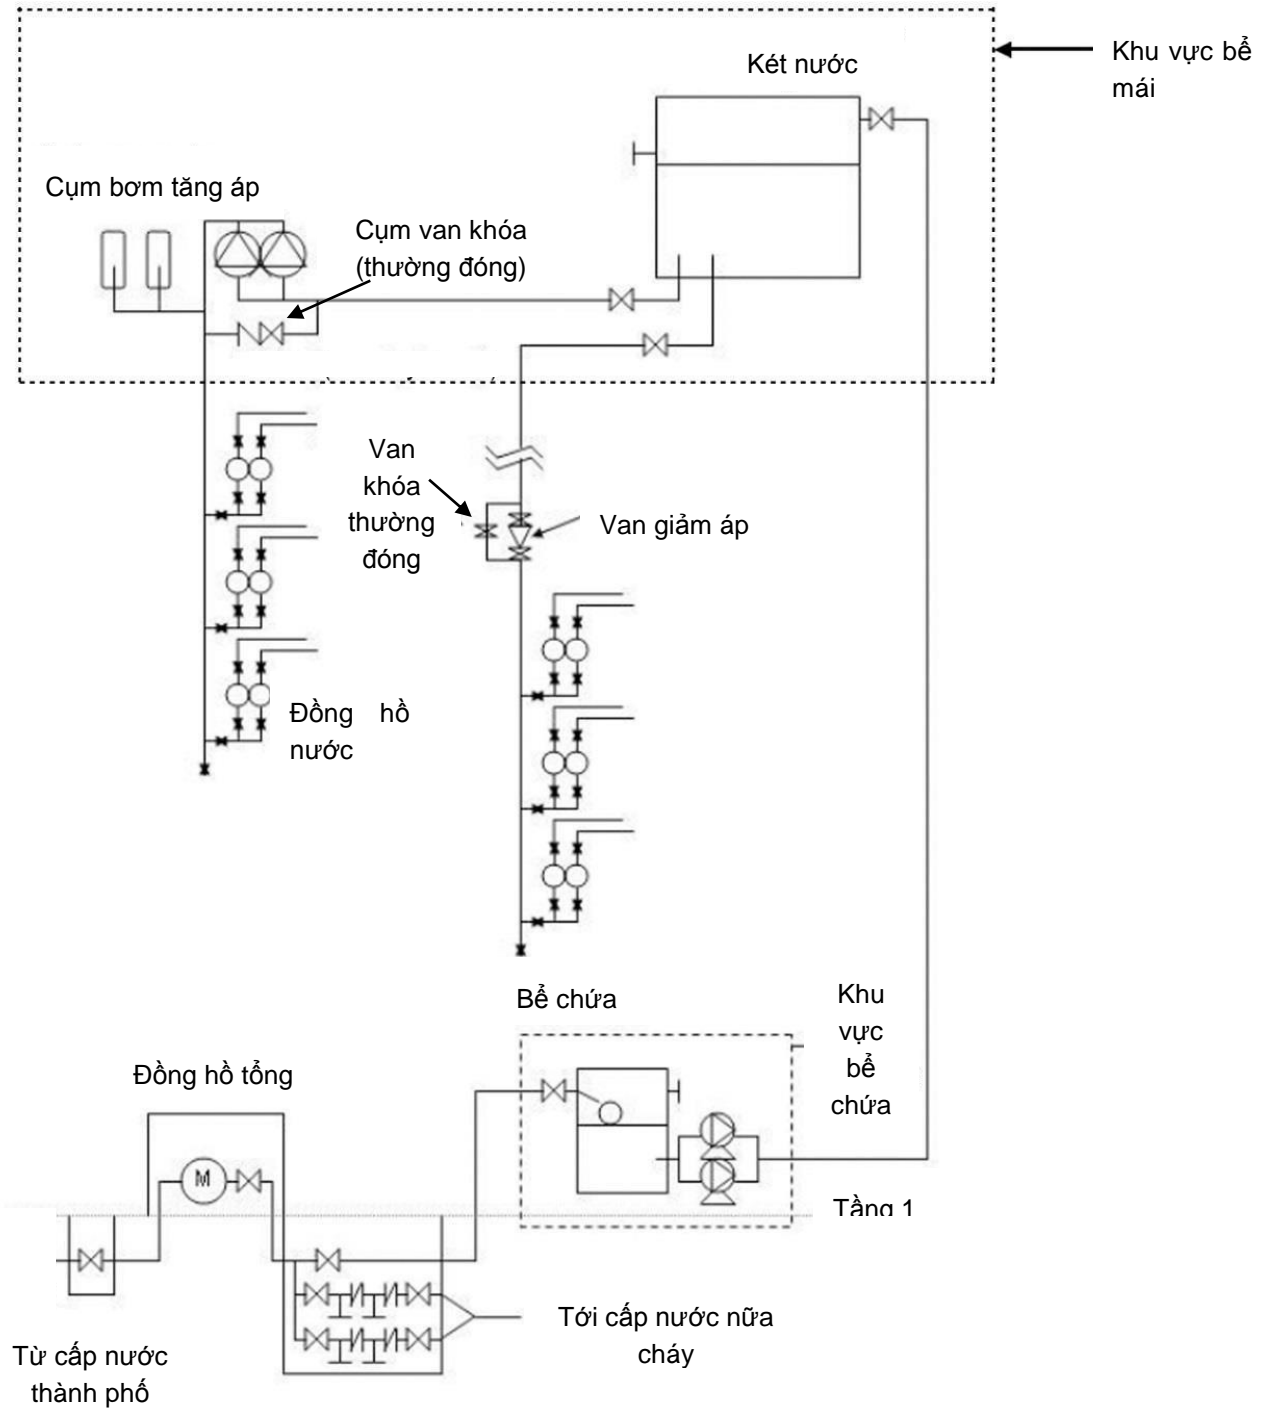 Khu vực bể
mái
Két nước
Cụm bơm tăng áp
Cụm van khóa
(thường đóng)
Van
khóa
thường
đóng
Van giảm áp
Đồng hồ
nước
Bể chứa
Khu
vực
bể
chứa
Đồng hồ tổng
M
Tầng 1
Tới cấp nước nữa
cháy
Từ cấp nước
thành phố